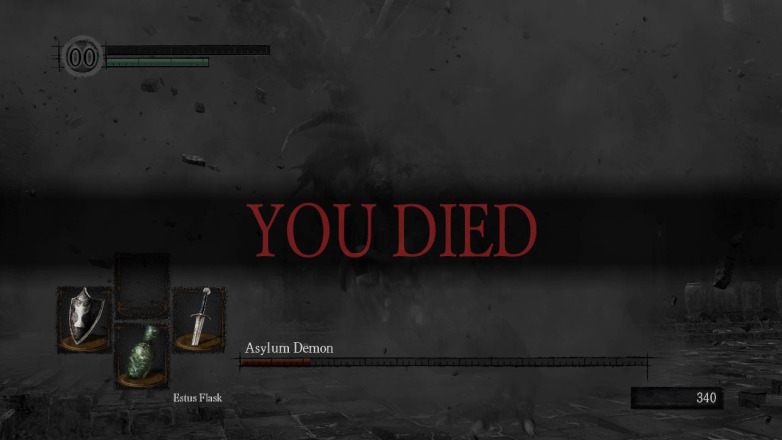 00
YOU DIED
Asylum Demon
Estus Flask
340